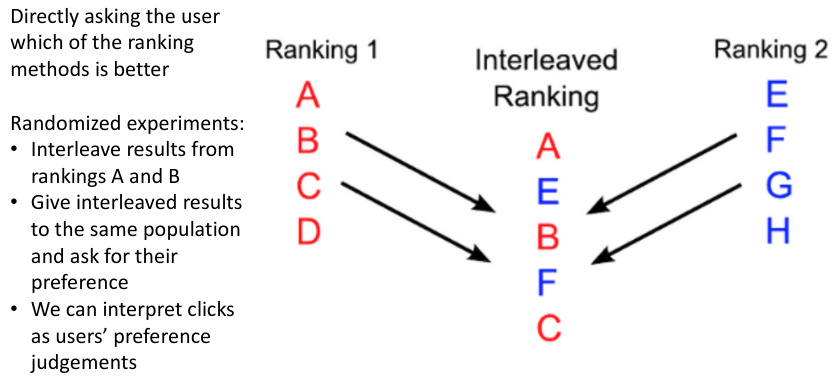 Directly asking the user
which of the ranking
methods is better
Randomized experiments:
• Interleave results from
rankings A and B
• Give interleaved results
to the same population
and ask for their
preference
• We can interpret clicks
as users’ preference
judgements
Ranking 1
A
B
C
D
Interleaved
Ranking
A
E
B
F
C
Ranking 2
E
F
G
H